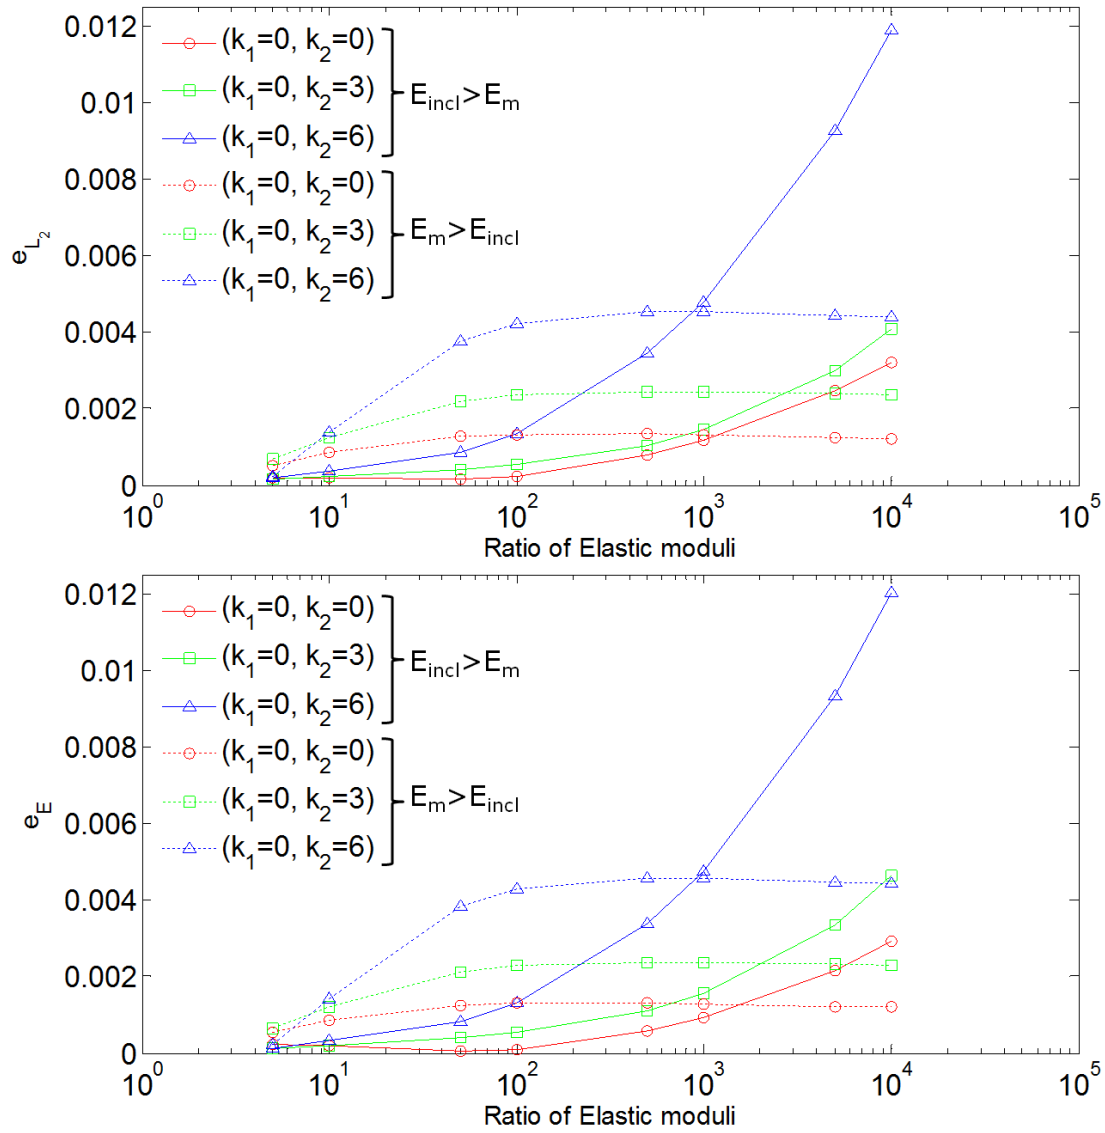 0.012
0.01
0.008
0.006
0.004
0.002
0
e_L_2
(k_1=0, k_2=0)
(k_1=0, k_2=3)
(k_1=0, k_2=6)
E_incl>E_m
(k_1=0, k_2=0)
(k_1=0, k_2=3)
(k_1=0, k_2=6)
E_m>E_incl
10^0 10^1 10^2 10^3 10^4 10^5
Ratio of Elastic moduli
0.012
0.01
0.008
0.006
0.004
0.002
0
e_E
(k_1=0, k_2=0)
(k_1=0, k_2=3)
(k_1=0, k_2=6)
E_incl>E_m
(k_1=0, k_2=0)
(k_1=0, k_2=3)
(k_1=0, k_2=6)
E_m>E_incl
10^0 10^1 10^2 10^3 10^4 10^5
Ratio of Elastic moduli